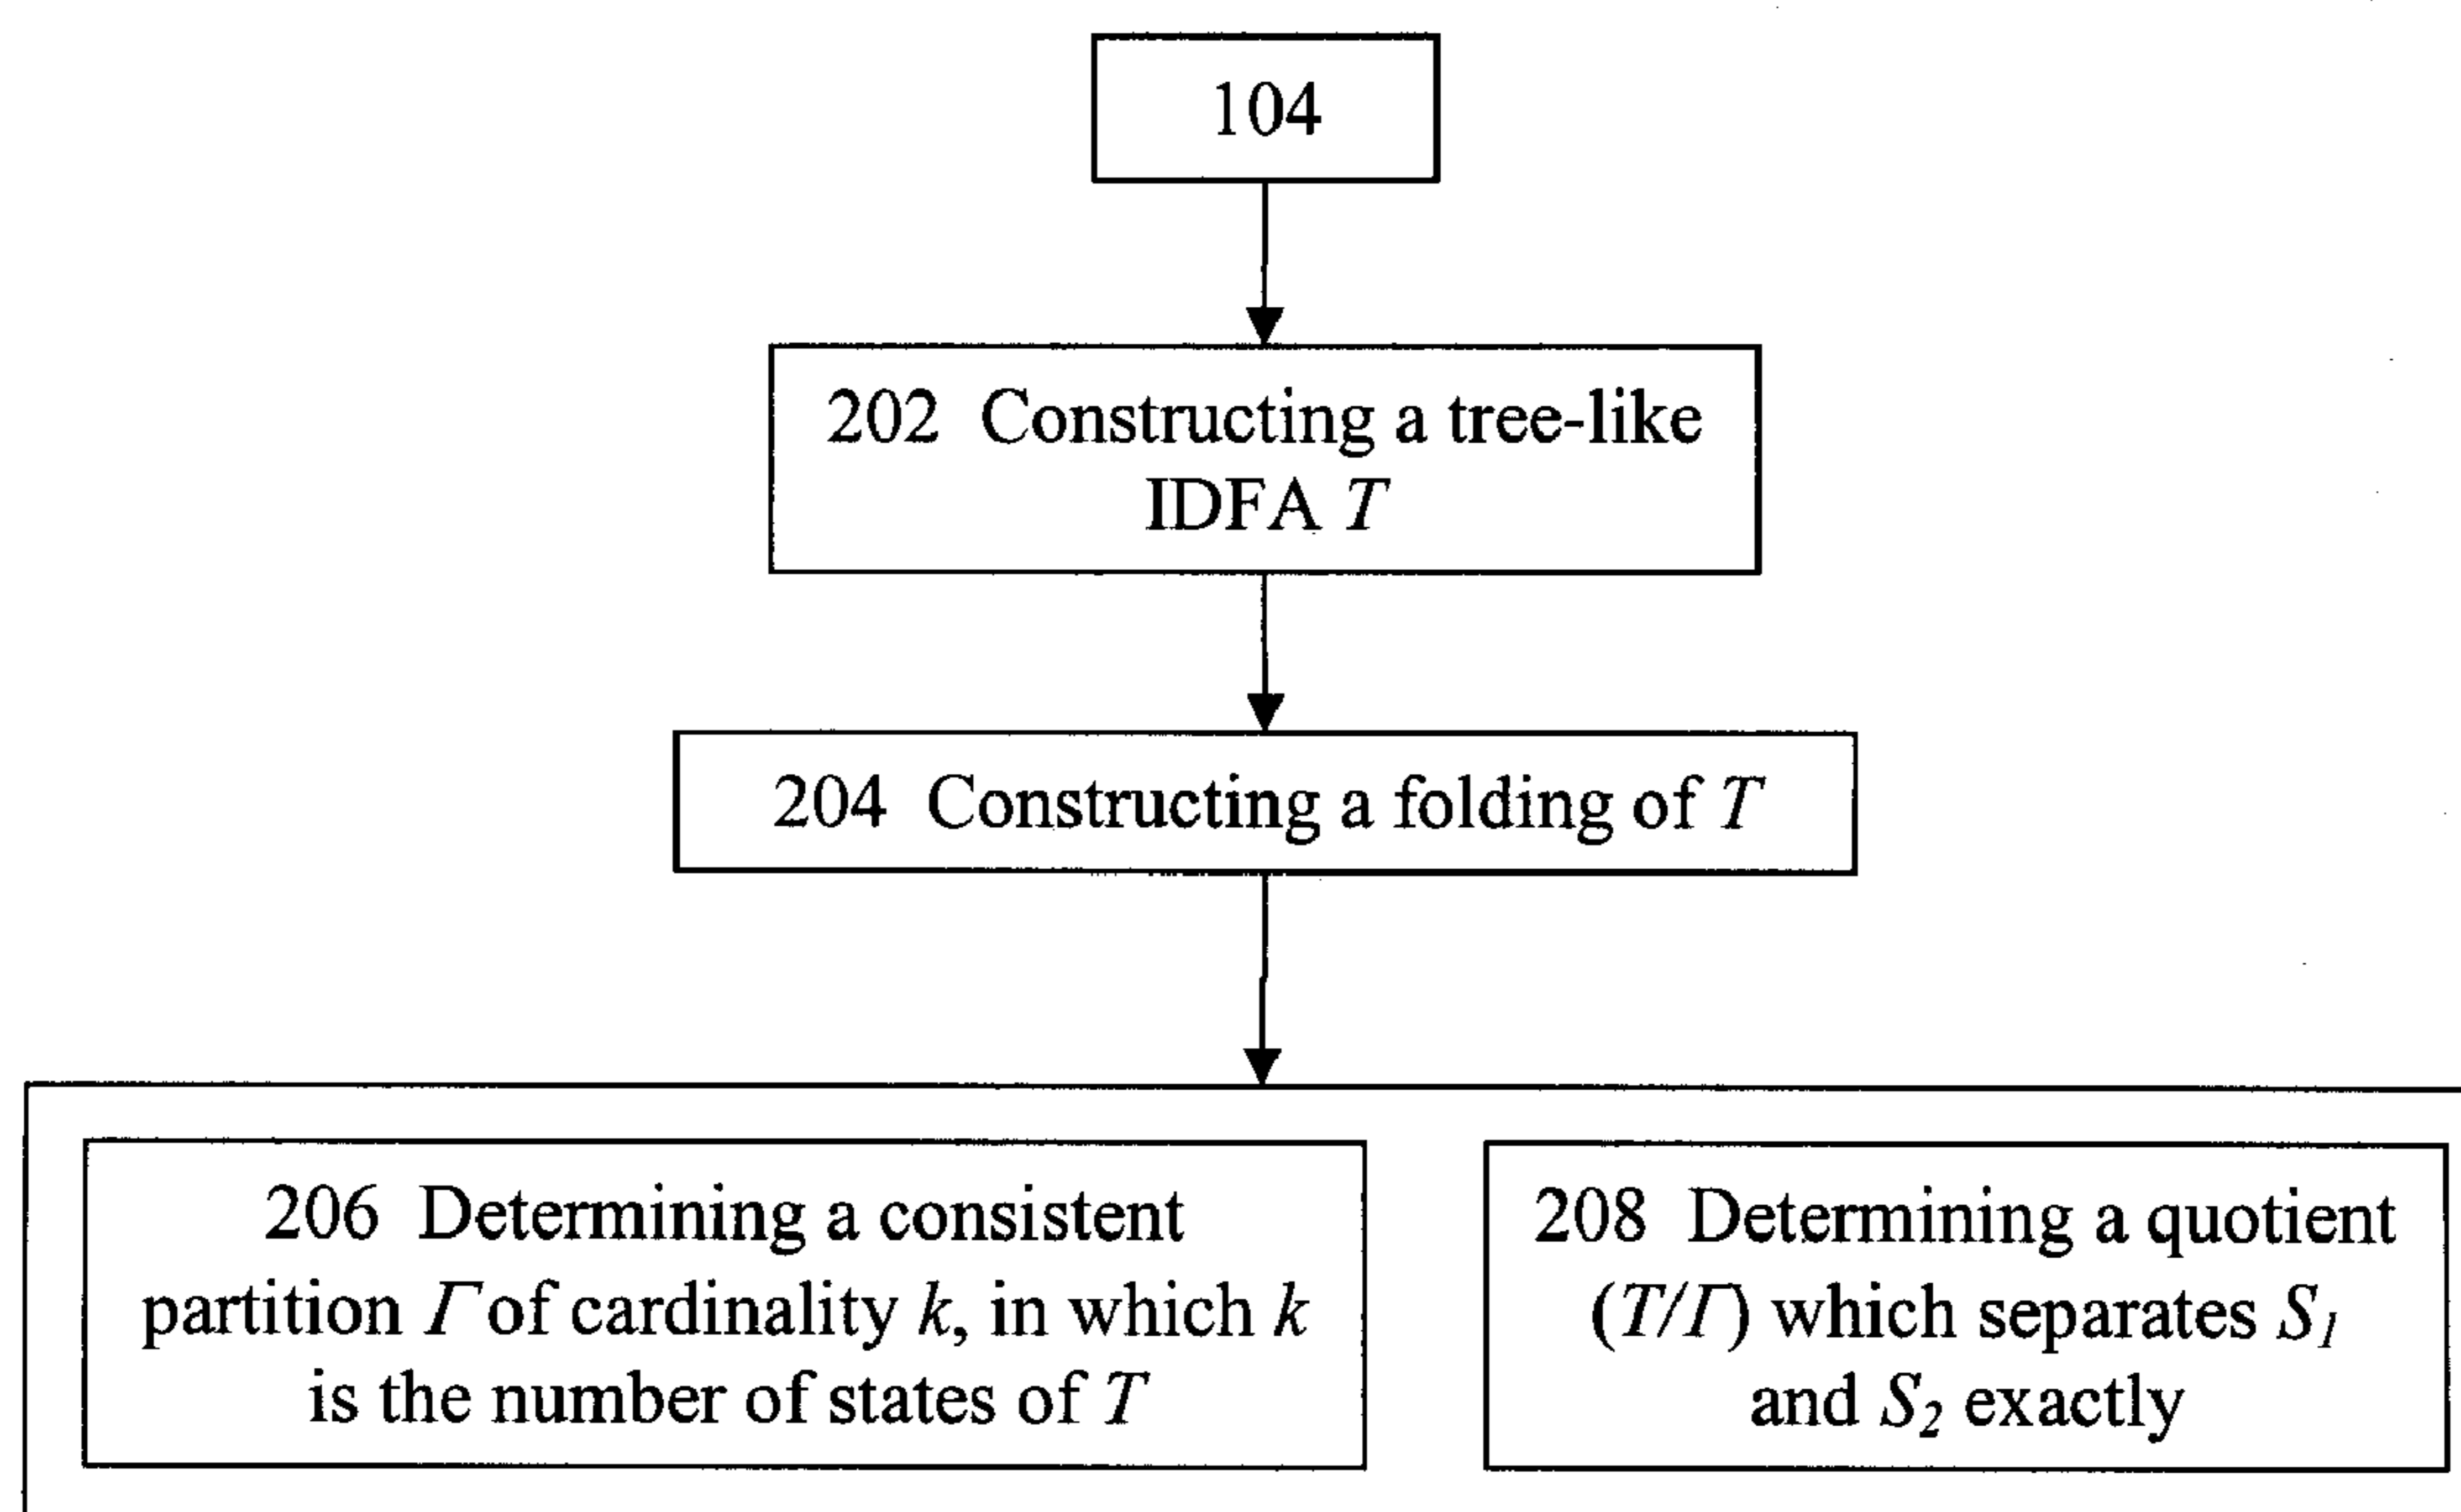 104
202 Constructing a tree-like
IDFA T
204 Constructing a folding of T
206 Determining a consistent
partition Γ of cardinality k, in which k
is the number of states of T
208 Determining a quotient
(T/Γ) which separates S₁
and S₂ exactly